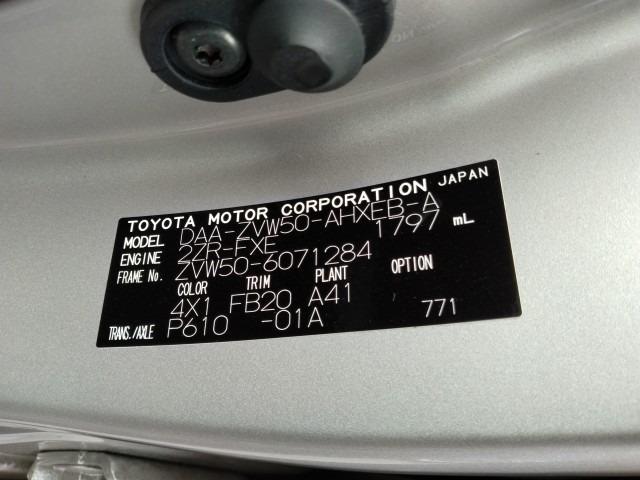 TOYOTA MOTOR CORPORATION JAPAN
MODEL DAA-ZVW50-AHXEB-A
ENGINE 2ZR-FXE 1797 mL
FRAME No. ZVW50-6071284
COLOR TRIM PLANT OPTION
4X1 FB20 A41
TRANS./AXLE P610 -01A 771